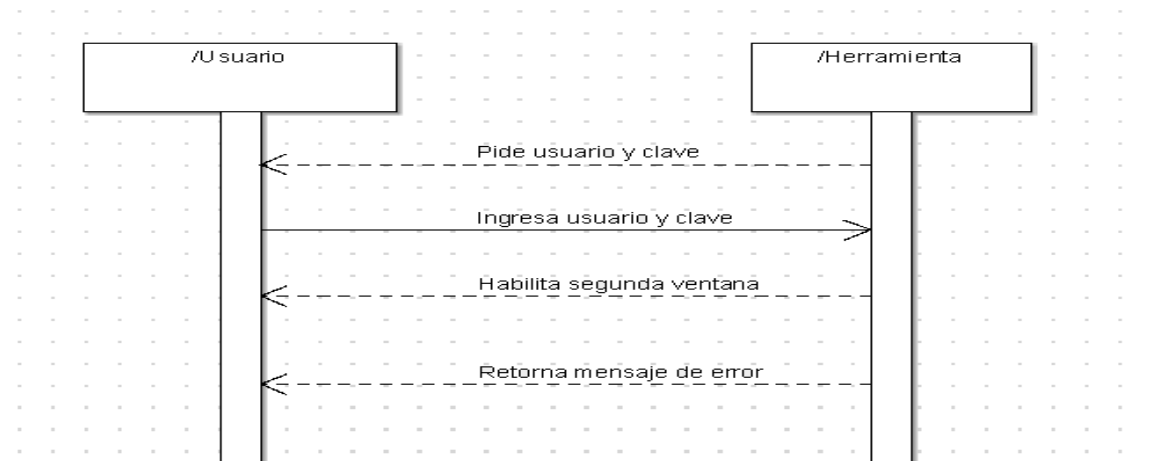 /Usuario
/Herramienta
Pide usuario y clave
Ingresa usuario y clave
Habilita segunda ventana
Retorna mensaje de error